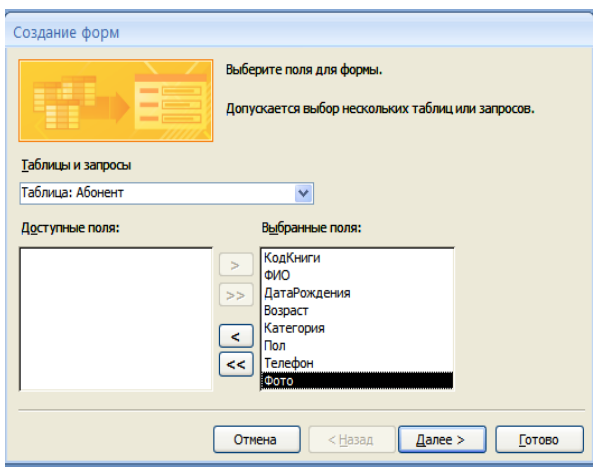 Создание форм
Выберите поля для формы.
Допускается выбор нескольких таблиц или запросов.
Таблицы и запросы
Таблица: Абонент
Доступные поля:
Выбранные поля:
КодКниги
ФИО
ДатаРождения
Возраст
Категория
Пол
Телефон
Фото
>
>>
<
<<
Отмена
< Назад
Далее >
Готово